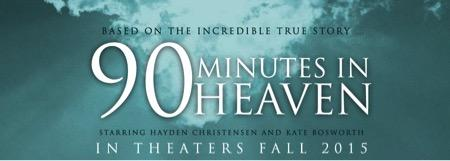 BASED ON THE INCREDIBLE TRUE STORY ...
90 MINUTES IN
HEAVEN
STARRING HAYDEN CHRISTENSEN AND KATE BOSWORTH
IN THEATERS FALL 2015